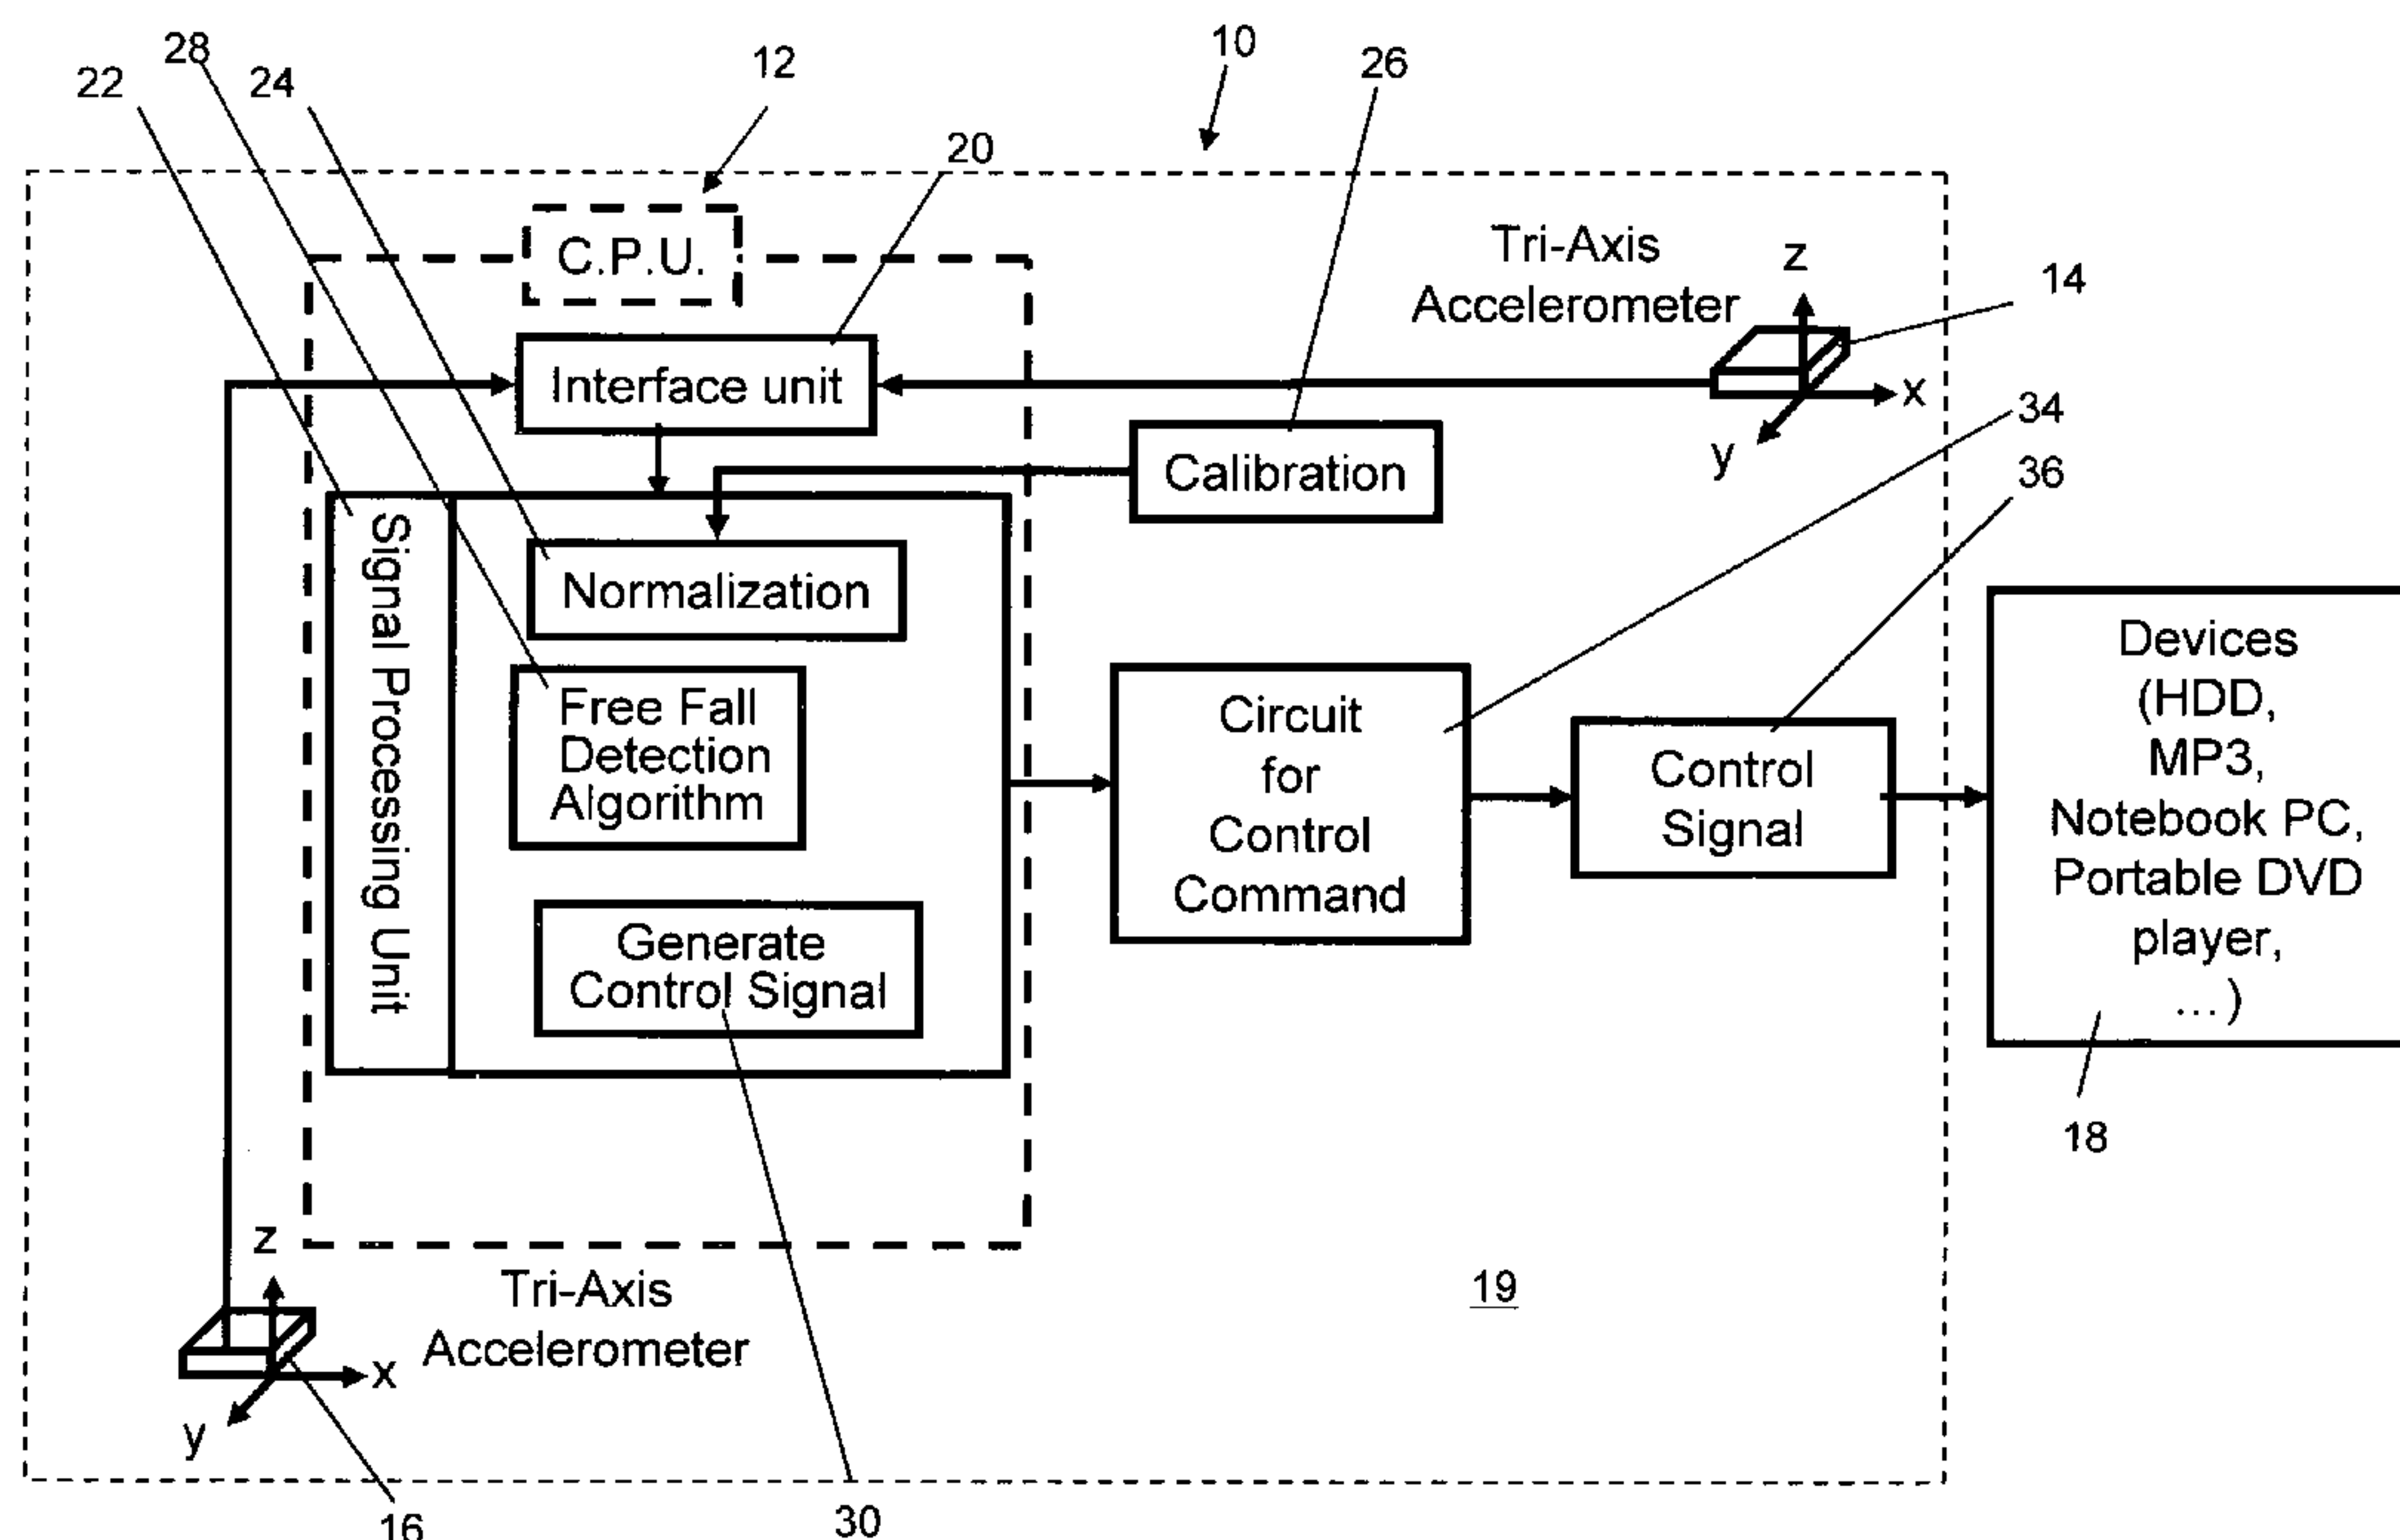 10
28
12
26
22
24
20
C.P.U.
Tri-Axis
Accelerometer
z
14
x
y
Interface unit
34
Calibration
36
Signal Processing Unit
Normalization
Free Fall
Detection
Algorithm
Generate
Control Signal
Circuit
for
Control
Command
Control
Signal
Devices
(HDD,
MP3,
Notebook PC,
Portable DVD
player,
...)
18
z
Tri-Axis
Accelerometer
x
y
19
16
30